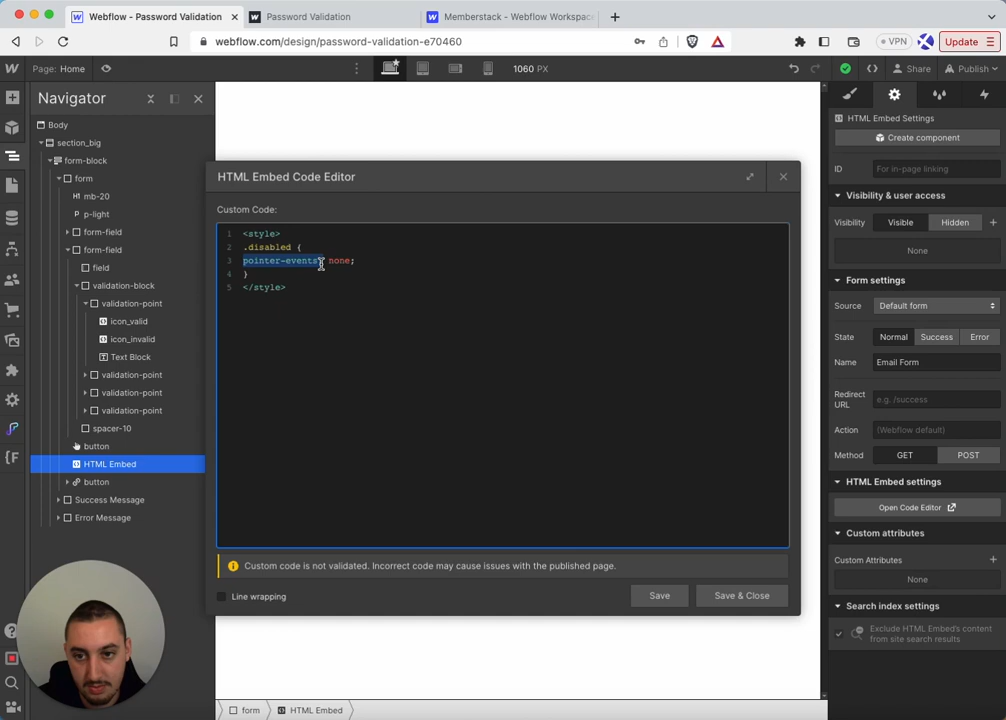 Webflow - Password Validation
Password Validation
Memberstack - Webflow Workspace
webflow.com/design/password-validation-e70460
VPN
Update
Page: Home
1060 PX
Share
Publish
Navigator
Body
section_big
form-block
form
H1 mb-20
P p-light
form-field
form-field
field
validation-block
validation-point
icon_valid
icon_invalid
Text Block
validation-point
validation-point
validation-point
spacer-10
button
HTML Embed
button
Success Message
Error Message
HTML Embed Code Editor
Custom Code:
1 <style>
2 .disabled {
3 pointer-events: none;
4 }
5 </style>
Custom code is not validated. Incorrect code may cause issues with the published page.
Line wrapping
Save
Save & Close
form
HTML Embed
HTML Embed Settings
Create component
ID
For in-page linking
Visibility & user access
Visibility
Visible
Hidden
None
Form settings
Source
Default form
State
Normal
Success
Error
Name
Email Form
Redirect
URL
e.g. /success
Action
(Webflow default)
Method
GET
POST
HTML Embed settings
Open Code Editor
Custom attributes
Custom Attributes
None
Search index settings
Exclude HTML Embed's content
from site search results